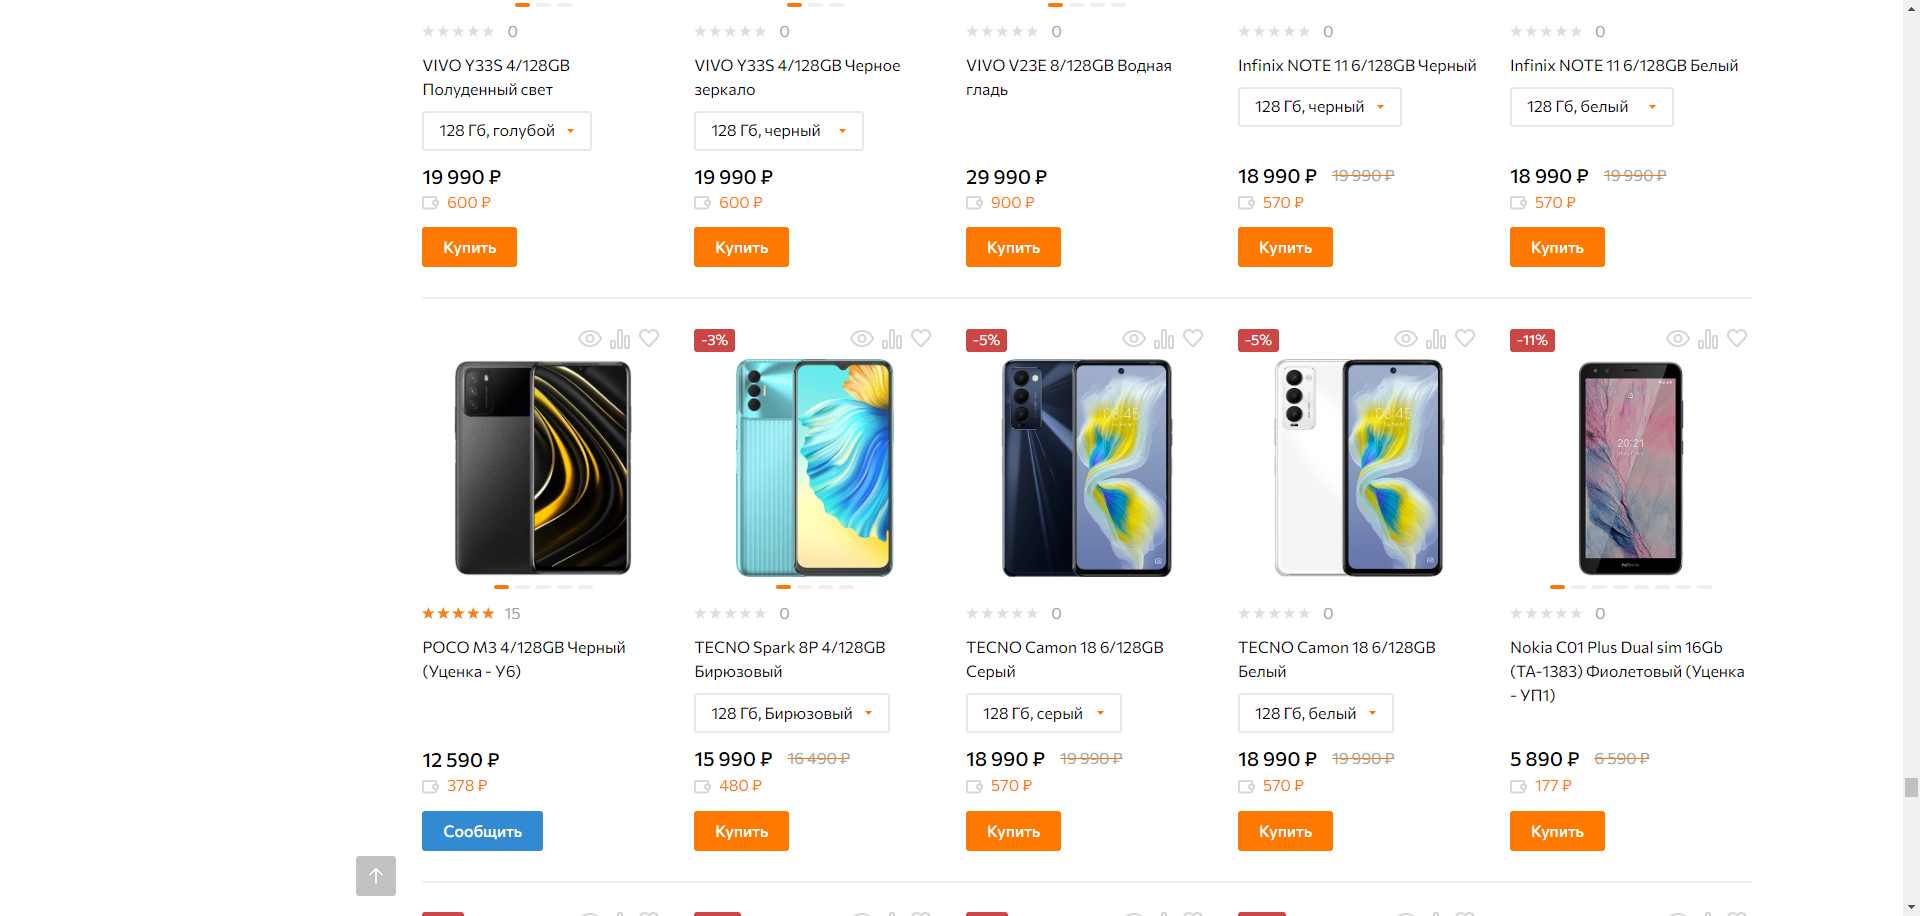 0
VIVO Y33S 4/128GB
Полуденный свет
128 Гб, голубой
19 990 ₽
600 ₽
Купить
0
VIVO Y33S 4/128GB Черное
зеркало
128 Гб, черный
19 990 ₽
600 ₽
Купить
0
VIVO V23E 8/128GB Водная
гладь
29 990 ₽
900 ₽
Купить
0
Infinix NOTE 11 6/128GB Черный
128 Гб, черный
18 990 ₽ 19 990 ₽
570 ₽
Купить
0
Infinix NOTE 11 6/128GB Белый
128 Гб, белый
18 990 ₽ 19 990 ₽
570 ₽
Купить
15
POCO M3 4/128GB Черный
(Уценка - У6)
12 590 ₽
378 ₽
Сообщить
-3%
0
TECNO Spark 8P 4/128GB
Бирюзовый
128 Гб, Бирюзовый
15 990 ₽ 16 490 ₽
480 ₽
Купить
-5%
08:45
0
TECNO Camon 18 6/128GB
Серый
128 Гб, серый
18 990 ₽ 19 990 ₽
570 ₽
Купить
-5%
08:45
0
TECNO Camon 18 6/128GB
Белый
128 Гб, белый
18 990 ₽ 19 990 ₽
570 ₽
Купить
-11%
20:21
NOKIA
0
Nokia C01 Plus Dual sim 16Gb
(TA-1383) Фиолетовый (Уценка
- УП1)
5 890 ₽ 6 590 ₽
177 ₽
Купить